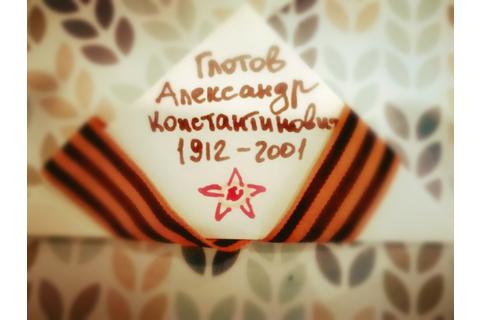 Глотов
Александр
Константинович
1912-2001